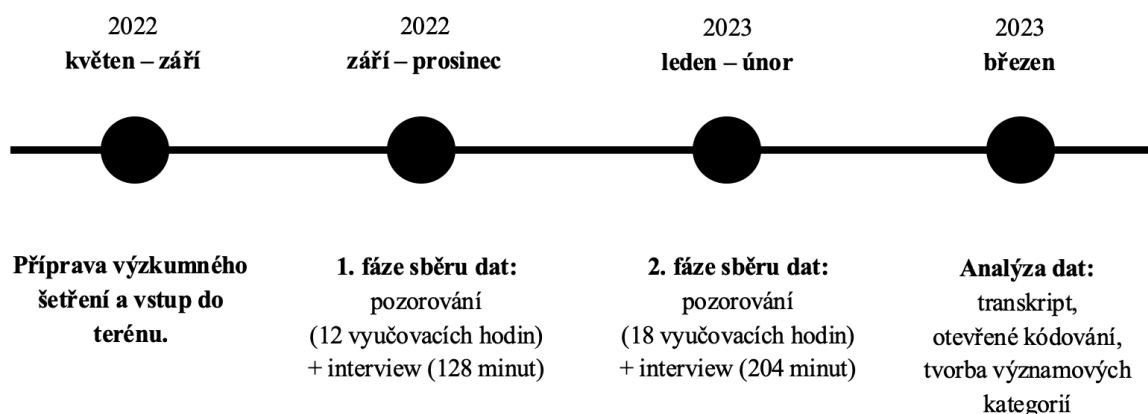 2022
květen – září
2022
září – prosinec
2023
leden – únor
2023
březen
Příprava výzkumného
šetření a vstup do
terénu.
1. fáze sběru dat:
pozorování
(12 vyučovacích hodin)
+ interview (128 minut)
2. fáze sběru dat:
pozorování
(18 vyučovacích hodin)
+ interview (204 minut)
Analýza dat:
transkript,
otevřené kódování,
tvorba významových
kategorií